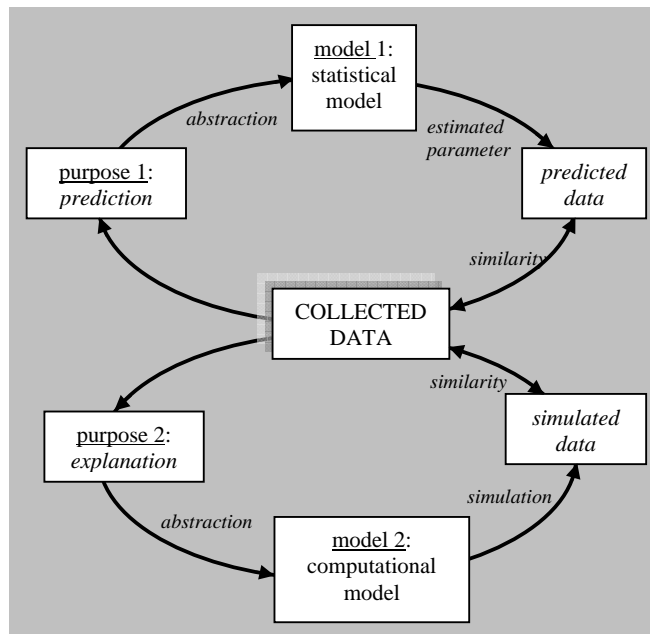 model 1:
statistical
model
abstraction
estimated
parameter
purpose 1:
prediction
predicted
data
similarity
COLLECTED
DATA
similarity
purpose 2:
explanation
simulated
data
abstraction
simulation
model 2:
computational
model